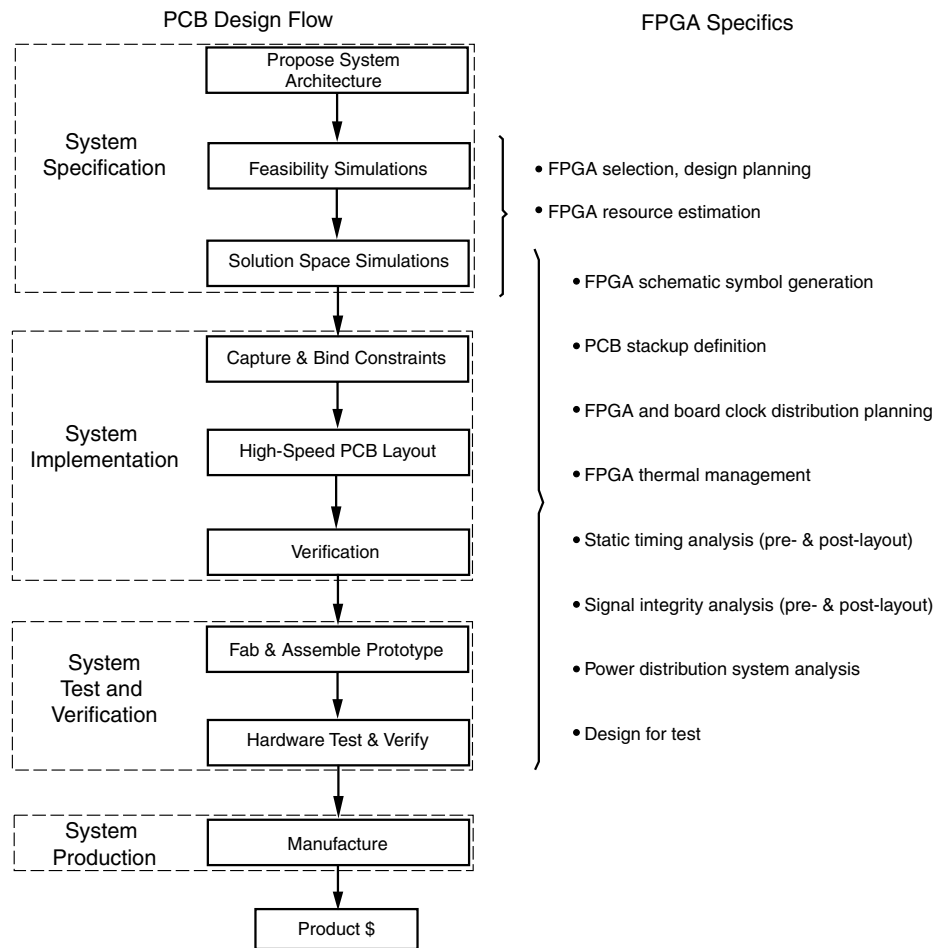 PCB Design Flow
FPGA Specifics
System
Specification
Propose System
Architecture
Feasibility Simulations
Solution Space Simulations
• FPGA selection, design planning
• FPGA resource estimation
System
Implementation
Capture & Bind Constraints
High-Speed PCB Layout
Verification
System
Test and
Verification
Fab & Assemble Prototype
Hardware Test & Verify
• FPGA schematic symbol generation
• PCB stackup definition
• FPGA and board clock distribution planning
• FPGA thermal management
• Static timing analysis (pre- & post-layout)
• Signal integrity analysis (pre- & post-layout)
• Power distribution system analysis
• Design for test
System
Production
Manufacture
Product $